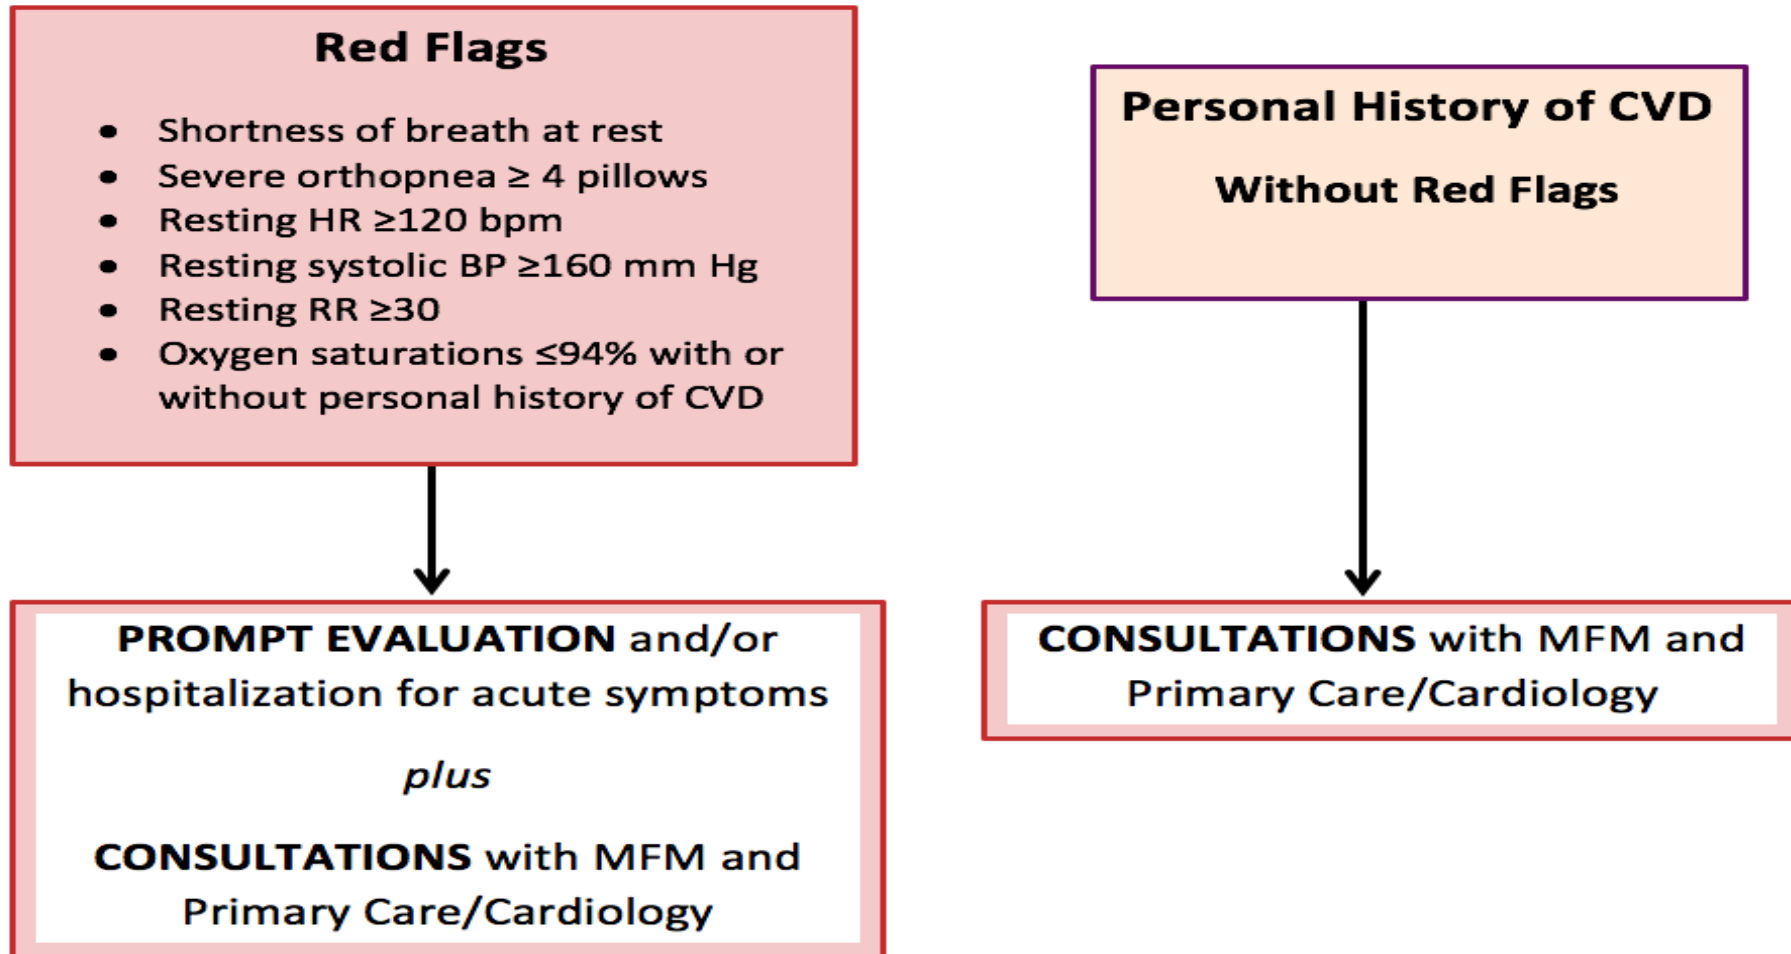 Red Flags
• Shortness of breath at rest
• Severe orthopnea ≥ 4 pillows
• Resting HR ≥120 bpm
• Resting systolic BP ≥160 mm Hg
• Resting RR ≥30
• Oxygen saturations ≤94% with or
without personal history of CVD
PROMPT EVALUATION and/or
hospitalization for acute symptoms
plus
CONSULTATIONS with MFM and
Primary Care/Cardiology
Personal History of CVD
Without Red Flags
CONSULTATIONS with MFM and
Primary Care/Cardiology